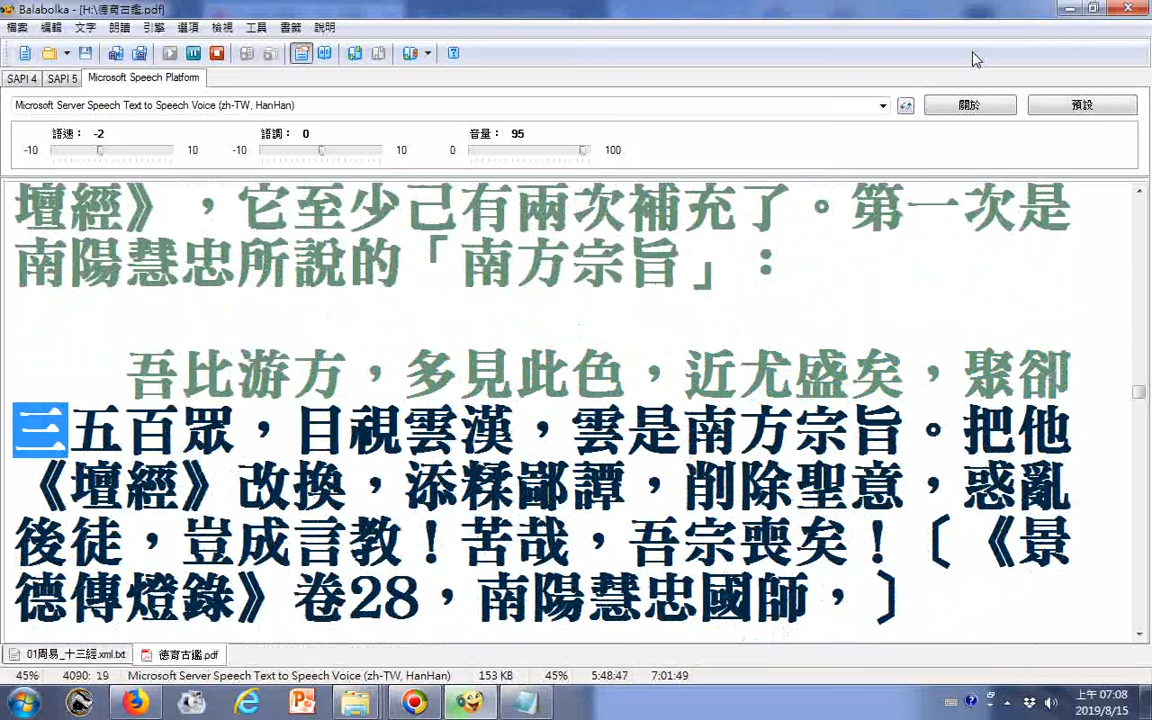 Balabolka - [H:\德育古鑑.pdf]
檔案 編輯 文字 朗讀 引擎 選項 檢視 工具 書籤 說明
SAPI 4 SAPI 5 Microsoft Speech Platform
Microsoft Server Speech Text to Speech Voice (zh-TW, HanHan) 關於 預設
語速： -2 語調： 0 音量： 95
-10 10 -10 10 0 100
壇經》，它至少己有兩次補充了。第一次是
南陽慧忠所說的「南方宗旨」：
吾比游方，多見此色，近尤盛矣，聚卻
三五百眾，目視雲漢，雲是南方宗旨。把他
《壇經》改換，添糅鄙譚，削除聖意，惑亂
後徒，豈成言教！苦哉，吾宗喪矣！〔《景
德傳燈錄》卷28，南陽慧忠國師，〕
01周易_十三經.xml.txt 德育古鑑.pdf
45% 4090: 19 Microsoft Server Speech Text to Speech Voice (zh-TW, HanHan) 153 KB 45% 5:48:47 7:01:49
上午 07:08
2019/8/15